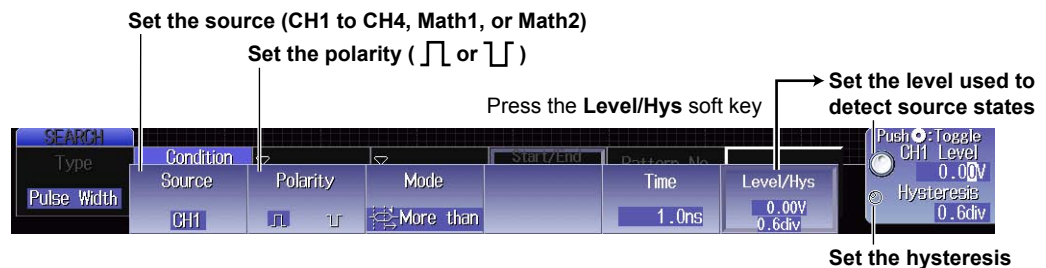 Set the source (CH1 to CH4, Math1, or Math2)
Set the polarity ( or )
Set the level used to
detect source states
Press the Level/Hys soft key
SEARCH
Type
Pulse Width
Condition
Start/End
Pattern No.
Source
CH1
Polarity
Mode
More than
Time
1.0ns
Level/Hys
0.00V
0.6div
Push :Toggle
CH1 Level
0.00V
Hysteresis
0.6div
Set the hysteresis